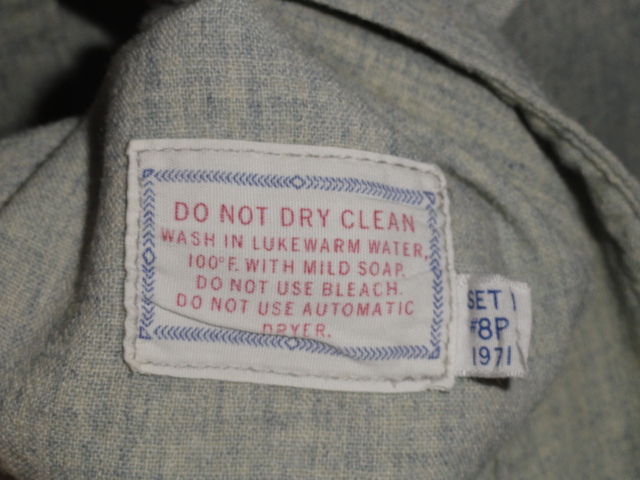 DO NOT DRY CLEAN
WASH IN LUKEWARM WATER,
100°F. WITH MILD SOAP.
DO NOT USE BLEACH.
DO NOT USE AUTOMATIC
DRYER.
SET 1
#8P
1971